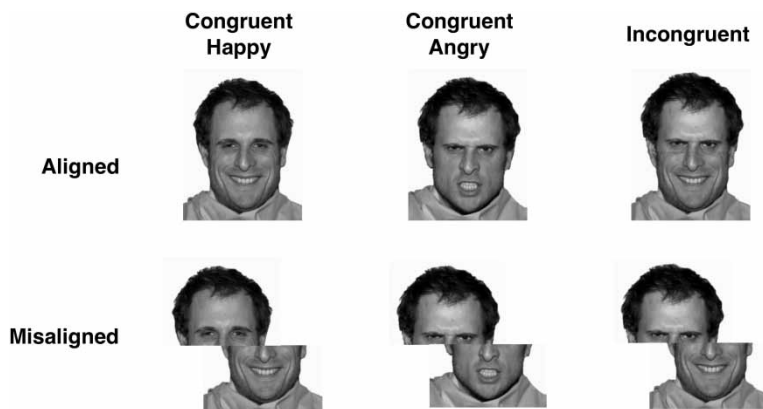 Congruent
Happy
Congruent
Angry
Incongruent
Aligned
Misaligned